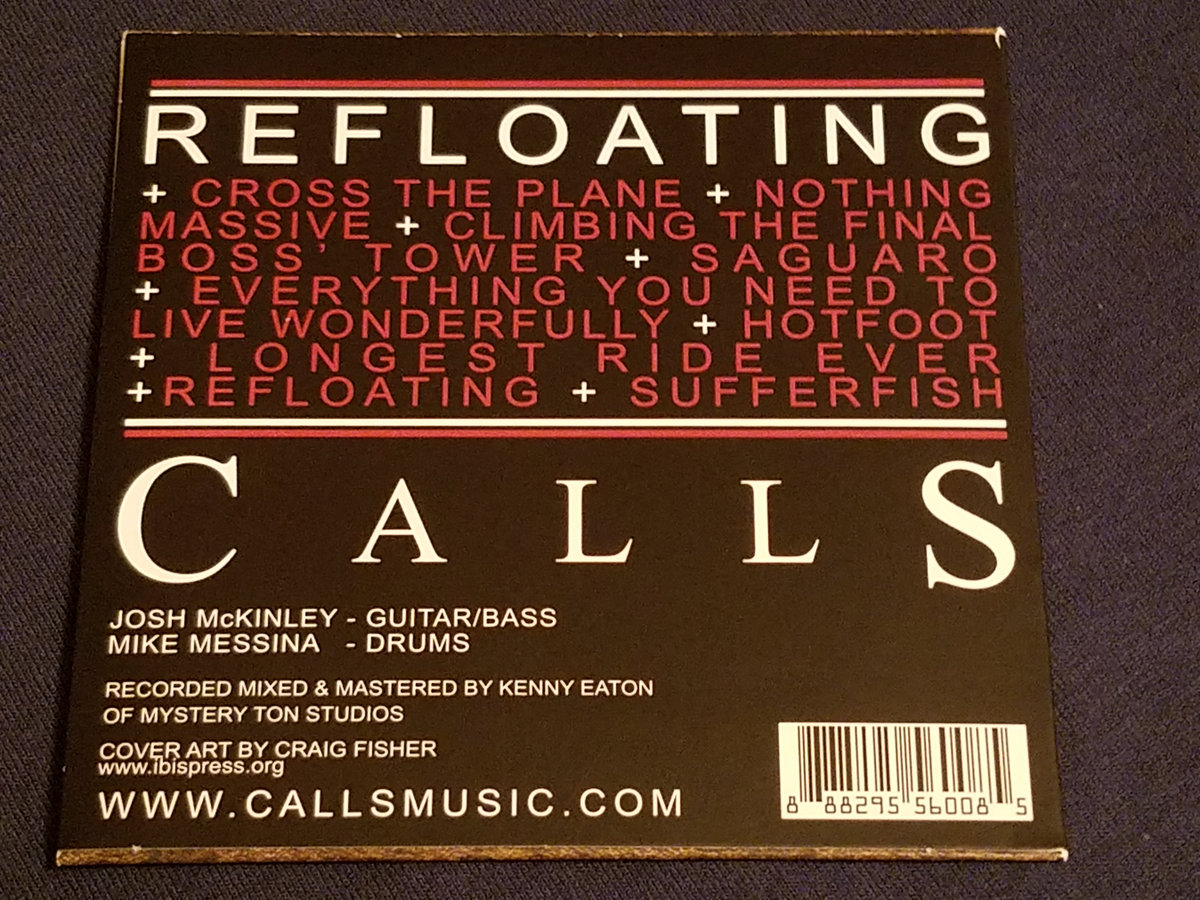 REFLOATING
+ CROSS THE PLANE + NOTHING
MASSIVE + CLIMBING THE FINAL
BOSS' TOWER + SAGUARO
+ EVERYTHING YOU NEED TO
LIVE WONDERFULLY + HOTFOOT
+ LONGEST RIDE EVER
+REFLOATING + SUFFERFISH
CALLS
JOSH McKINLEY - GUITAR/BASS
MIKE MESSINA - DRUMS
RECORDED MIXED & MASTERED BY KENNY EATON
OF MYSTERY TON STUDIOS
COVER ART BY CRAIG FISHER
www.ibispress.org
WWW.CALLSMUSIC.COM
8 88295 56008 5